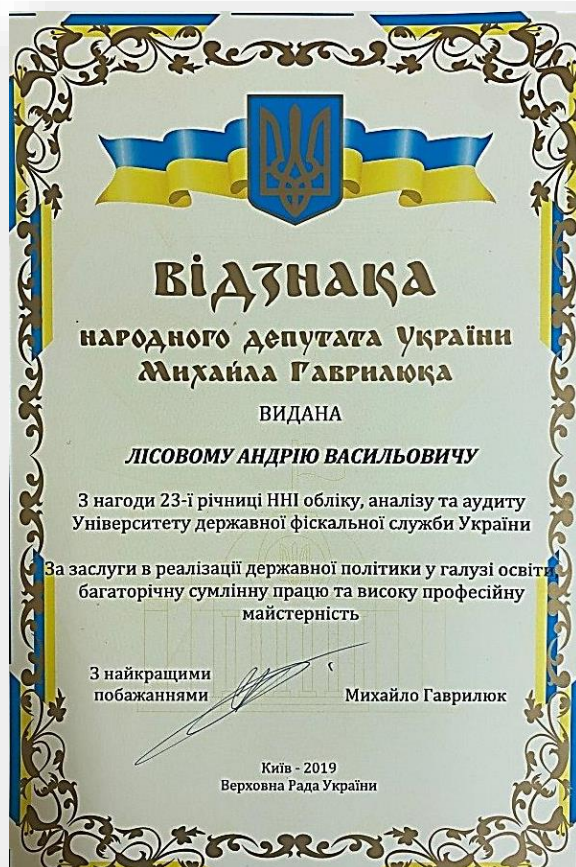 ВІДЗНАКА
НАРОДНОГО ДЕПУТАТА УКРАЇНИ
МИХАЙЛА ГАВРИЛЮКА
ВИДАНА
ЛІСОВОМУ АНДРІЮ ВАСИЛЬОВИЧУ
З нагоди 23-ї річниці ННІ обліку, аналізу та аудиту
Університету державної фіскальної служби України
За заслуги в реалізації державної політики у галузі освіти,
багаторічну сумлінну працю та високу професійну
майстерність
З найкращими
побажаннями
Михайло Гаврилюк
Київ - 2019
Верховна Рада України